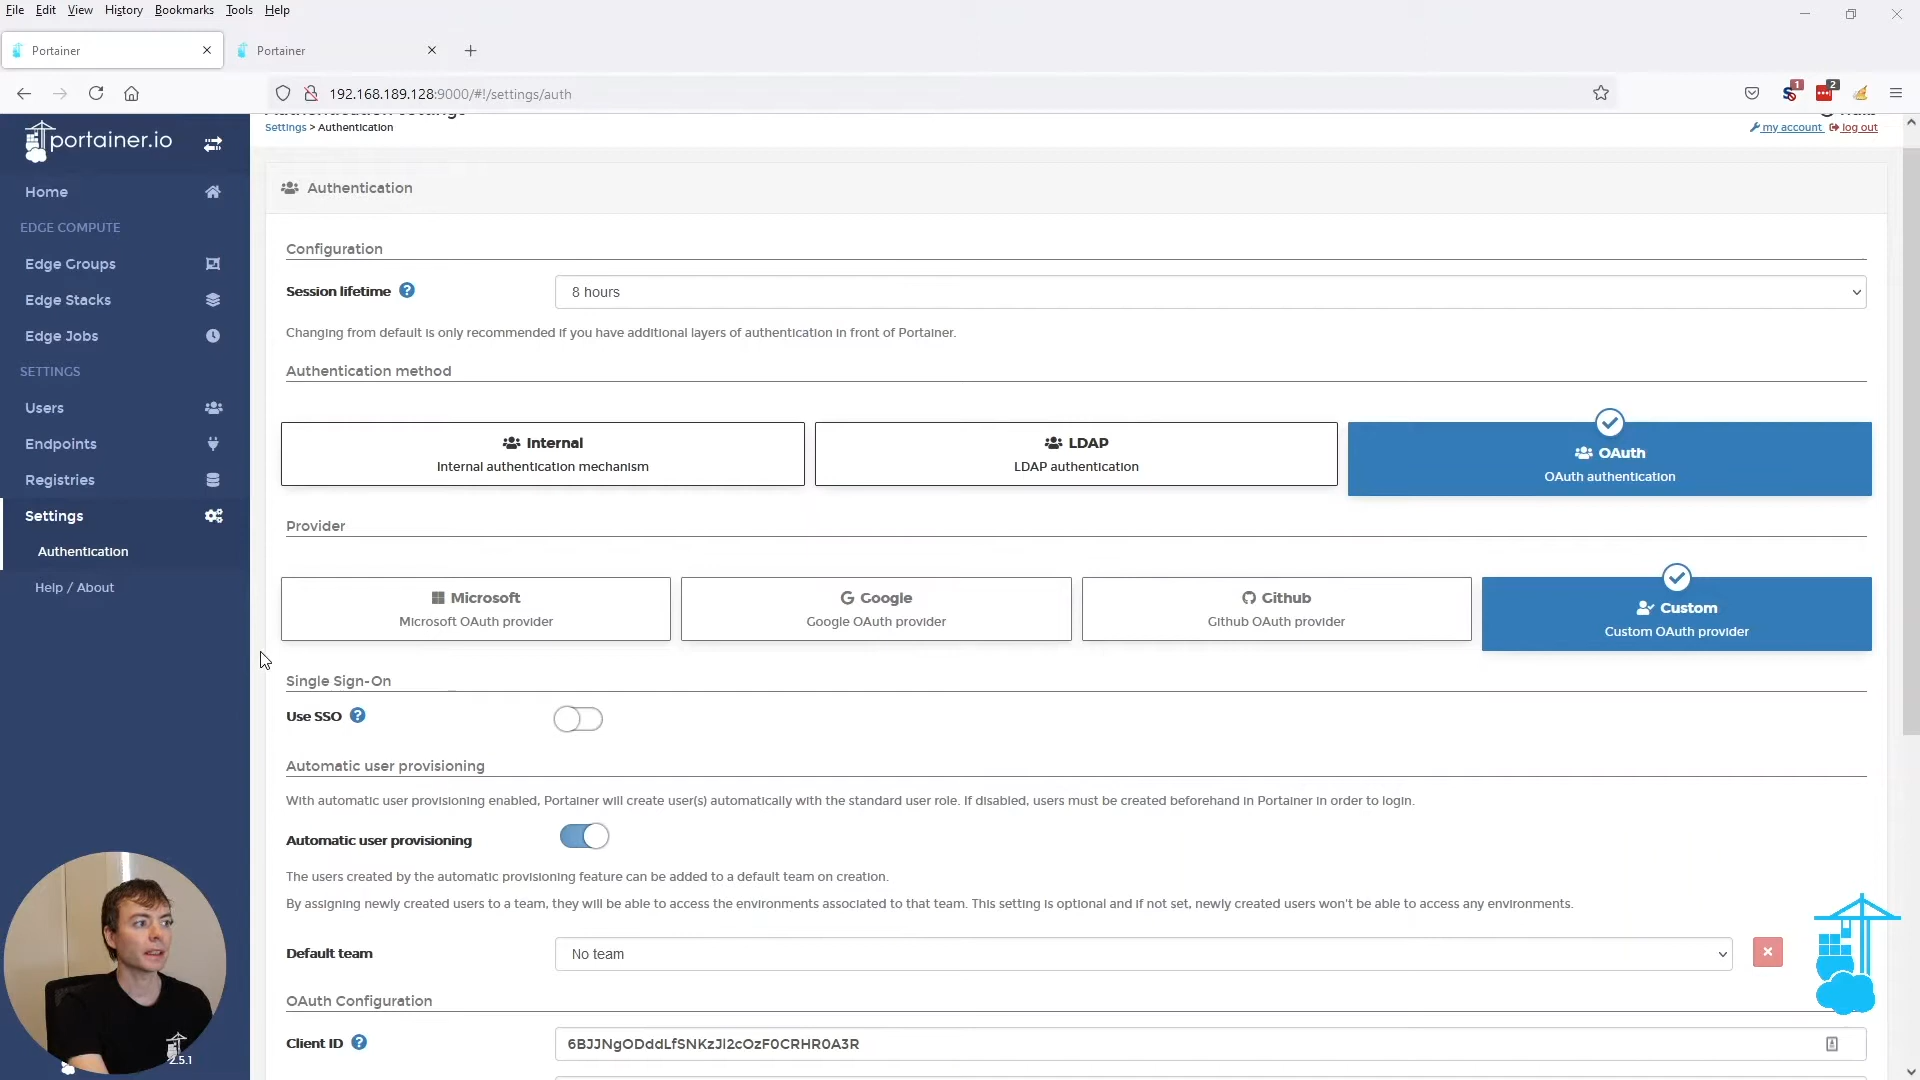 File Edit View History Bookmarks Tools Help
Portainer
Portainer
192.168.189.128:9000/#!/settings/auth
1
2
portainer.io
Settings > Authentication
my account log out
Home
EDGE COMPUTE
Edge Groups
Edge Stacks
Edge Jobs
SETTINGS
Users
Endpoints
Registries
Settings
Authentication
Help / About
2.5.1
Authentication
Configuration
Session lifetime ?
8 hours
Changing from default is only recommended if you have additional layers of authentication in front of Portainer.
Authentication method
Internal
Internal authentication mechanism
LDAP
LDAP authentication
OAuth
OAuth authentication
Provider
Microsoft
Microsoft OAuth provider
Google
Google OAuth provider
Github
Github OAuth provider
Custom
Custom OAuth provider
Single Sign-On
Use SSO ?
Automatic user provisioning
With automatic user provisioning enabled, Portainer will create user(s) automatically with the standard user role. If disabled, users must be created beforehand in Portainer in order to login.
Automatic user provisioning
The users created by the automatic provisioning feature can be added to a default team on creation.
By assigning newly created users to a team, they will be able to access the environments associated to that team. This setting is optional and if not set, newly created users won't be able to access any environments.
Default team
No team
OAuth Configuration
Client ID ?
6BJJNgODddLfSNKzJl2cOzF0CRHR0A3R